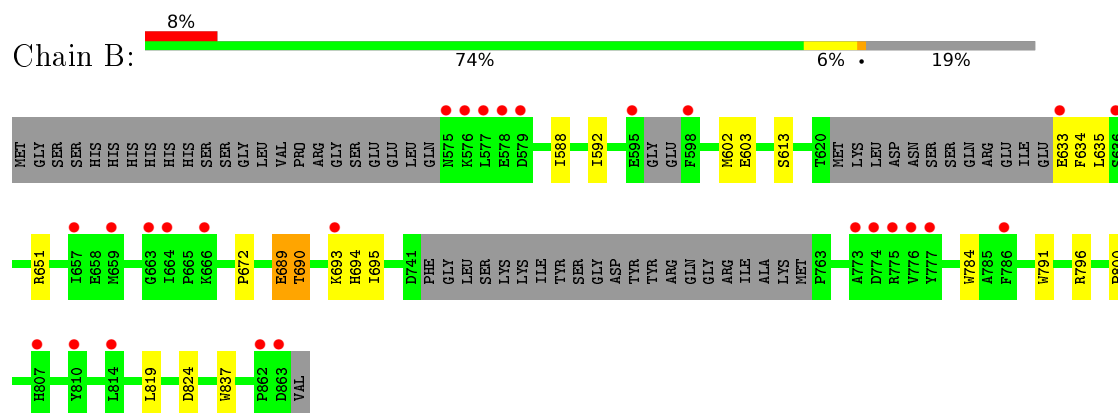 8%
Chain B:
74% 6% • 19%
MET GLY SER SER HIS HIS HIS HIS HIS HIS SER SER GLY LEU VAL PRO ARG GLY SER GLU GLU LEU GLN N575 K576 L577 E578 D579 I588 I592 E595 GLY GLU F598 M602 E603 S613 T620 MET LYS LEU ASP ASN SER SER GLN ARG GLU ILE GLU E633 F634 L635 S636
R651 I657 E658 M659 G663 I664 P665 K666 P672 E689 T690 K693 H694 I695 D741 PHE GLY LEU SER LYS LYS ILE TYR SER GLY ASP TYR TYR ARG GLN GLY ARG ILE ALA LYS MET P763 A773 D774 R775 V776 Y777 W784 A785 F786 W791 R796
H807 Y810 L814 L819 D824 W837 P862 D863 VAL